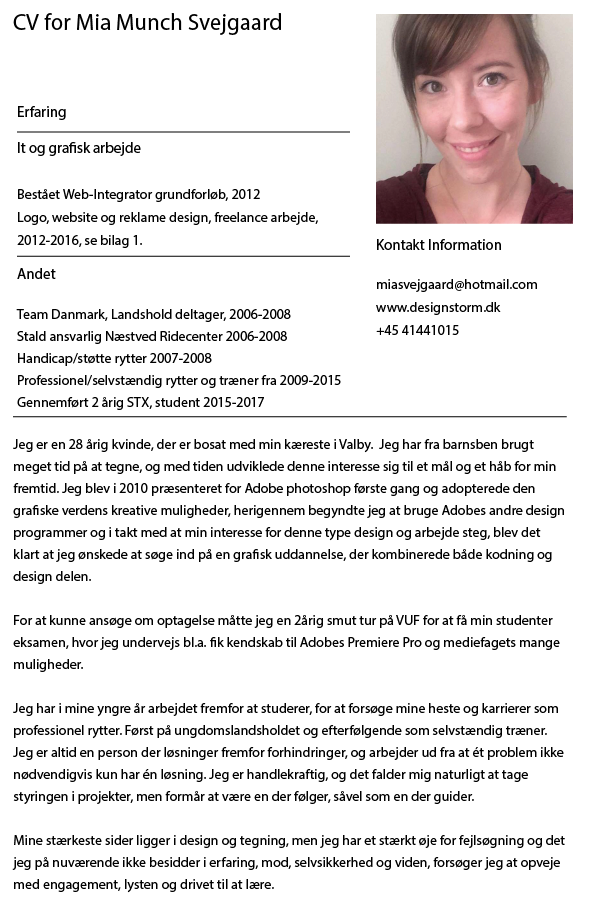 CV for Mia Munch Svejgaard
Erfaring
It og grafisk arbejde
Bestået Web-Integrator grundforløb, 2012
Logo, website og reklame design, freelance arbejde,
2012-2016, se bilag 1.
Andet
Team Danmark, Landshold deltager, 2006-2008
Stald ansvarlig Næstved Ridecenter 2006-2008
Handicap/støtte rytter 2007-2008
Professionel/selvstændig rytter og træner fra 2009-2015
Gennemført 2 årig STX, student 2015-2017
Kontakt Information
miasvejgaard@hotmail.com
www.designstorm.dk
+45 41441015
Jeg er en 28 årig kvinde, der er bosat med min kæreste i Valby.  Jeg har fra barnsben brugt
meget tid på at tegne, og med tiden udviklede denne interesse sig til et mål og et håb for min
fremtid. Jeg blev i 2010 præsenteret for Adobe photoshop første gang og adopterede den
grafiske verdens kreative muligheder, herigennem begyndte jeg at bruge Adobes andre design
programmer og i takt med at min interesse for denne type design og arbejde steg, blev det
klart at jeg ønskede at søge ind på en grafisk uddannelse, der kombinerede både kodning og
design delen.
For at kunne ansøge om optagelse måtte jeg en 2årig smut tur på VUF for at få min studenter
eksamen, hvor jeg undervejs bl.a. fik kendskab til Adobes Premiere Pro og mediefagets mange
muligheder.
Jeg har i mine yngre år arbejdet fremfor at studerer, for at forsøge mine heste og karrierer som
professionel rytter. Først på ungdomslandsholdet og efterfølgende som selvstændig træner.
Jeg er altid en person der løsninger fremfor forhindringer, og arbejder ud fra at ét problem ikke
nødvendigvis kun har én løsning. Jeg er handlekraftig, og det falder mig naturligt at tage
styringen i projekter, men formår at være en der følger, såvel som en der guider.
Mine stærkeste sider ligger i design og tegning, men jeg har et stærkt øje for fejlsøgning og det
jeg på nuværende ikke besidder i erfaring, mod, selvsikkerhed og viden, forsøger jeg at opveje
med engagement, lysten og drivet til at lære.